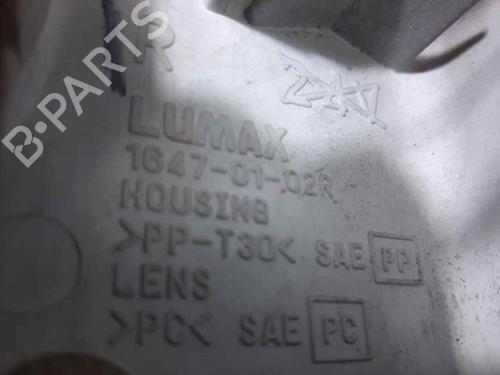 B-PARTS
R
LUMAX
1647-01-02R
HOUSING
>PP-T30< SAE PP
LENS
>PC< SAE PC